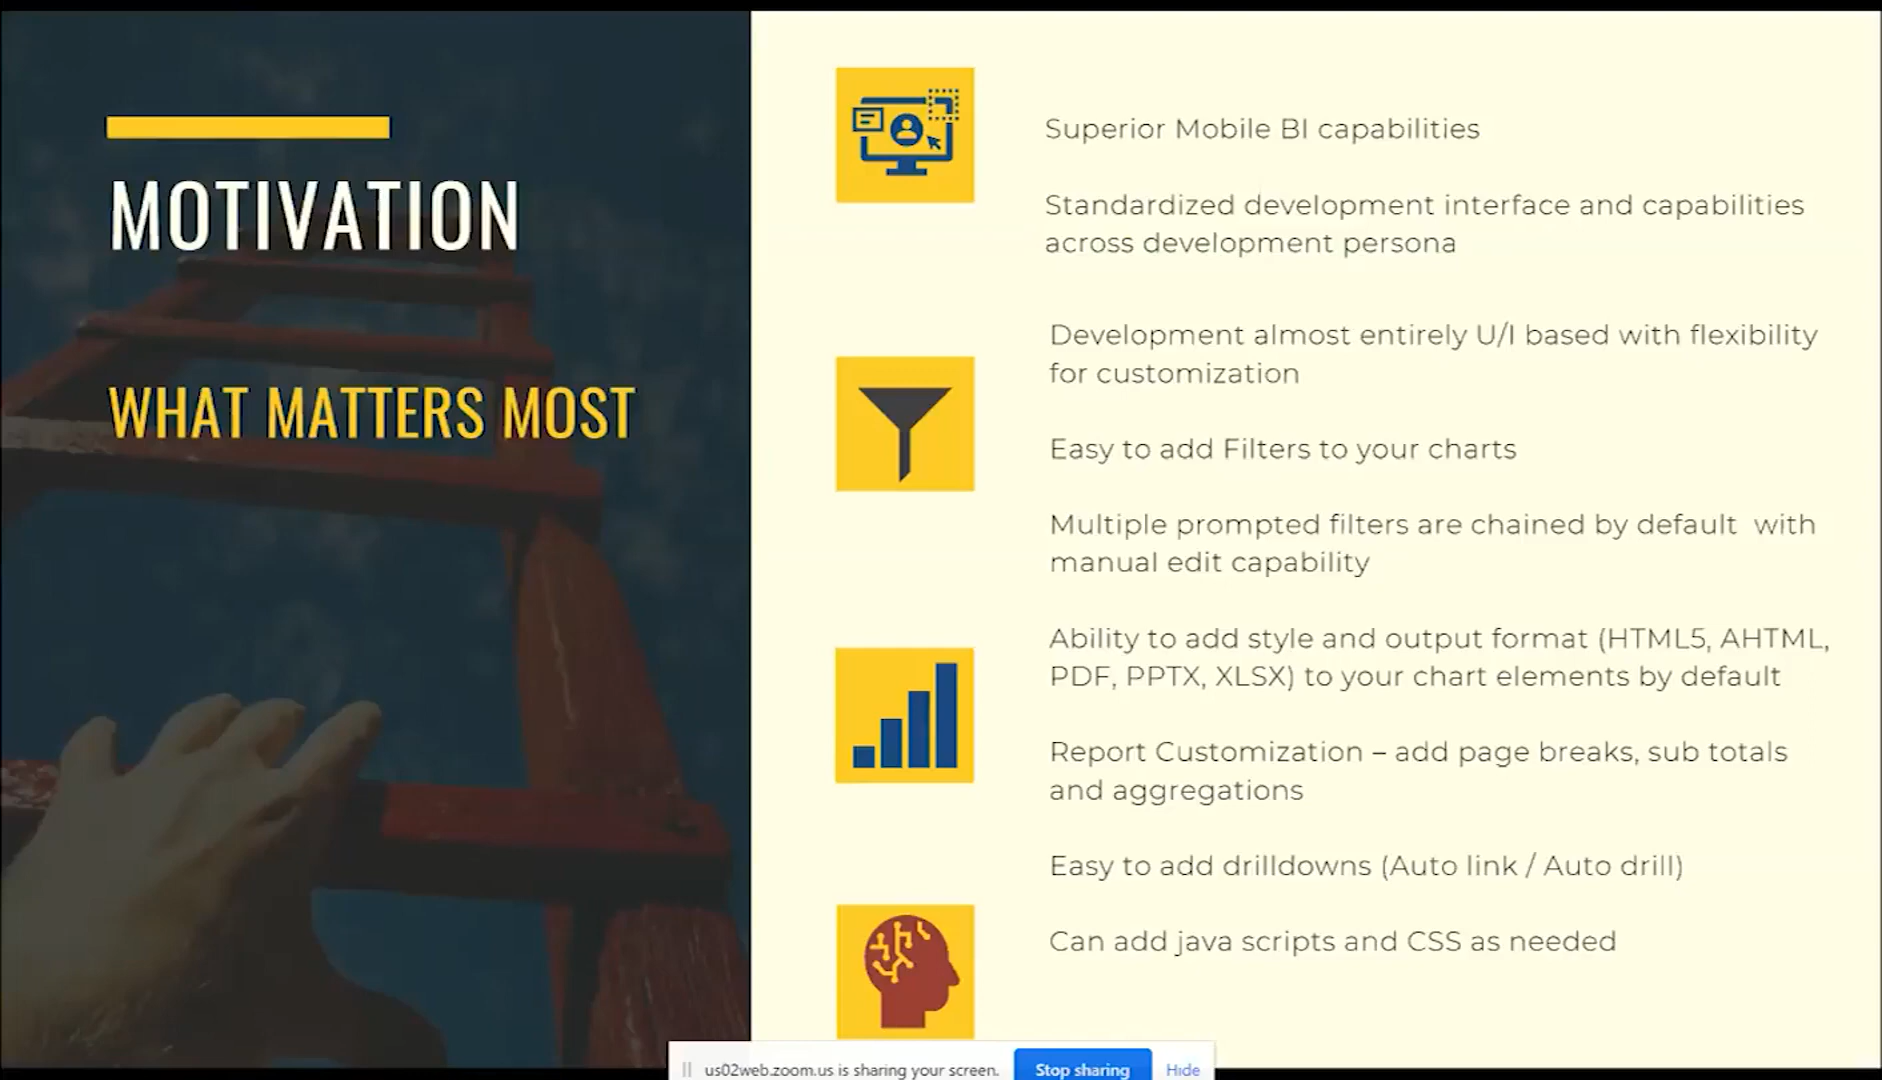 MOTIVATION
WHAT MATTERS MOST
Superior Mobile BI capabilities
Standardized development interface and capabilities
across development persona
Development almost entirely U/I based with flexibility
for customization
Easy to add Filters to your charts
Multiple prompted filters are chained by default with
manual edit capability
Ability to add style and output format (HTML5, AHTML,
PDF, PPTX, XLSX) to your chart elements by default
Report Customization – add page breaks, sub totals
and aggregations
Easy to add drilldowns (Auto link / Auto drill)
Can add java scripts and CSS as needed
us02web.zoom.us is sharing your screen.
Stop sharing
Hide